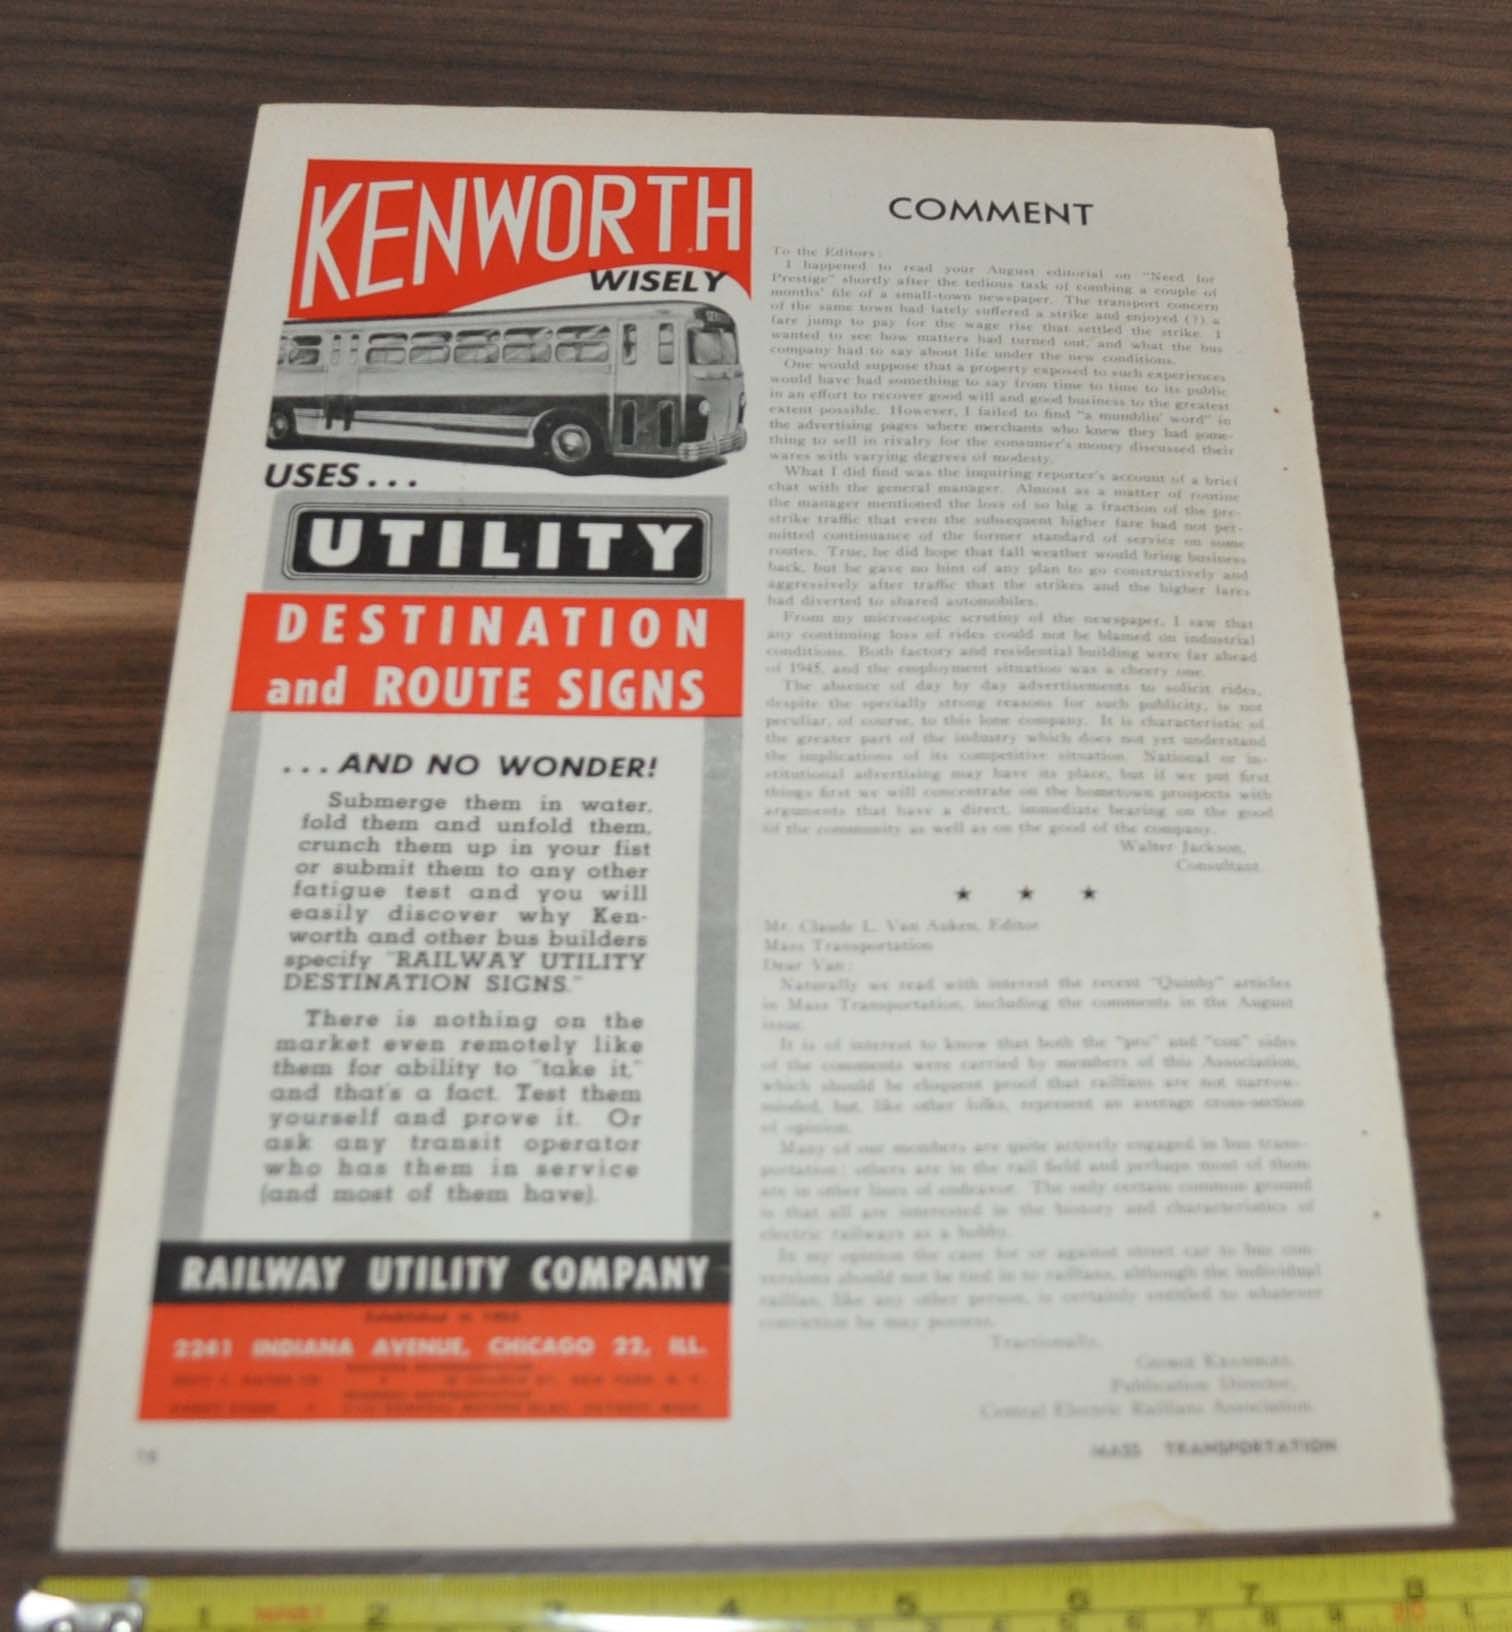 KENWORTH
WISELY
USES...
UTILITY
DESTINATION
and ROUTE SIGNS
...AND NO WONDER!
Submerge them in water,
fold them and unfold them,
crunch them up in your fist
or submit them to any other
fatigue test and you will
easily discover why Ken-
worth and other bus builders
specify "RAILWAY UTILITY
DESTINATION SIGNS."
There is nothing on the
market even remotely like
them for ability to "take it,"
and that's a fact. Test them
yourself and prove it. Or
ask any transit operator
who has them in service
(and most of them have).
RAILWAY UTILITY COMPANY
Established in
2241 INDIANA AVENUE, CHICAGO 22, ILL.
COMMENT
To the Editors:
I happened to read your August editorial on "Need for
Prestige" shortly after the tedious task of combing a couple of
months' file of a small-town newspaper. The transport concern
of the same town had lately suffered a strike and enjoyed (?) a
fare jump to pay for the wage rise that settled the strike. I
wanted to see how matters had turned out, and what the bus
company had to say about life under the new conditions.
One would suppose that a property exposed to such experiences
would have had something to say from time to time to its public
in an effort to recover good will and good business to the greatest
extent possible. However, I failed to find "a mumblin' word" in
the advertising pages where merchants who knew they had some-
thing to sell in rivalry for the consumer's money discussed their
wares with varying degrees of modesty.
What I did find was the inquiring reporter's account of a brief
chat with the general manager. Almost as a matter of routine
the manager mentioned the loss of so big a fraction of the pre-
strike traffic that even the subsequent higher fare had not per-
mitted continuance of the former standard of service on some
routes. True, he did hope that fall weather would bring business
back, but he gave no hint of any plan to go constructively and
aggressively after traffic that the strikes and the higher fares
had diverted to shared automobiles.
From my microscopic scrutiny of the newspaper, I saw that
any continuing loss of rides could not be blamed on industrial
conditions. Both factory and residential building were far ahead
of 1945, and the employment situation was a cheery one.
The absence of day by day advertisements to solicit rides,
despite the specially strong reasons for such publicity, is not
peculiar, of course, to this lone company. It is characteristic of
the greater part of the industry which does not yet understand
the implications of its competitive situation. National or in-
stitutional advertising may have its place, but if we put first
things first we will concentrate on the hometown prospects with
arguments that have a direct, immediate bearing on the good
of the community as well as on the good of the company.
Walter Jackson,
Consultant.
★ ★ ★
Mr. Claude L. Van Auken, Editor
Mass Transportation
Dear Van:
Naturally we read with interest the recent "Quinby" articles
in Mass Transportation, including the comments in the August
issue.
It is of interest to know that both the "pro" and "con" sides
of the comments were carried by members of this Association,
which should be eloquent proof that railfans are not narrow-
minded, but, like other folks, represent an average cross-section
of opinion.
Many of our members are quite actively engaged in bus trans-
portation; others are in the rail field and perhaps most of them
are in other lines of endeavor. The only certain common ground
is that all are interested in the history and characteristics of
electric railways as a hobby.
In my opinion the case for or against street car to bus con-
versions should not be tied in to railfans, although the individual
railfan, like any other person, is certainly entitled to whatever
conviction he may possess.
Tractionally,
George Krambles,
Publication Director,
Central Electric Railfans Association.
MASS TRANSPORTATION
1 2 3 4 5 6 7 8